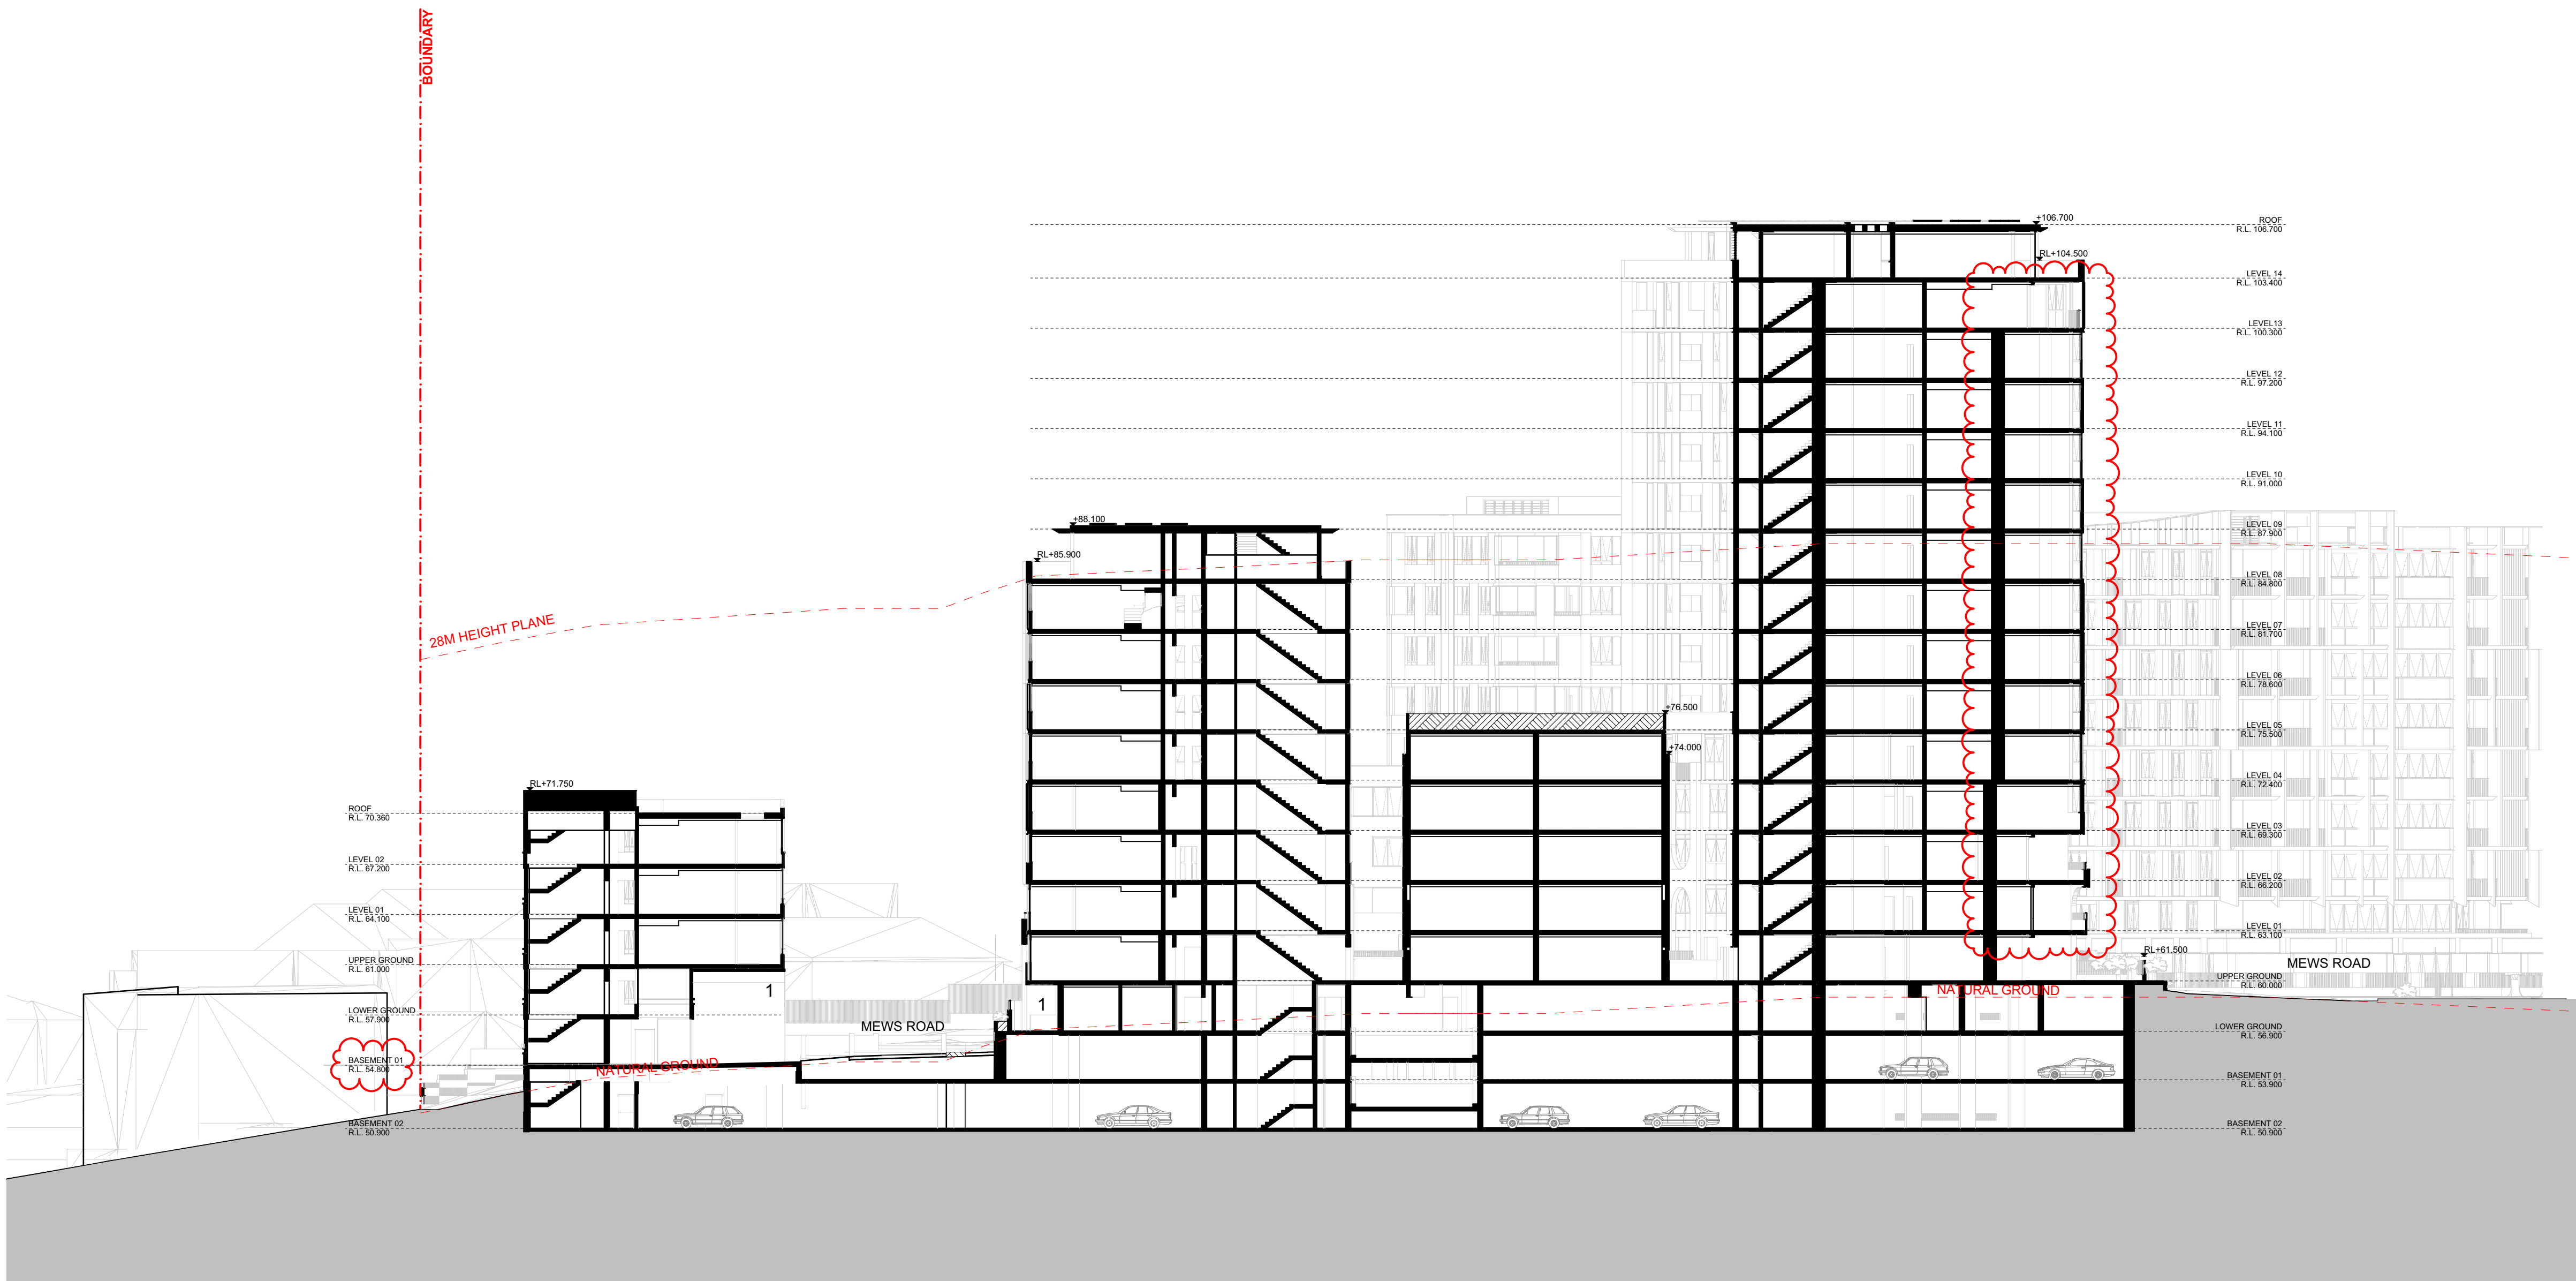 BOUNDARY
+106.700
ROOF
R.L. 106.700
RL+104.500
LEVEL 14
R.L. 103.400
LEVEL13
R.L. 100.300
LEVEL 12
R.L. 97.200
LEVEL 11
R.L. 94.100
LEVEL 10
R.L. 91.000
+88.100
LEVEL 09
R.L. 87.900
RL+85.900
LEVEL 08
R.L. 84.800
28M HEIGHT PLANE
LEVEL 07
R.L. 81.700
LEVEL 06
R.L. 78.600
+76.500
LEVEL 05
R.L. 75.500
+74.000
LEVEL 04
R.L. 72.400
RL+71.750
ROOF
R.L. 70.360
LEVEL 03
R.L. 69.300
LEVEL 02
R.L. 67.200
LEVEL 02
R.L. 66.200
LEVEL 01
R.L. 64.100
LEVEL 01
R.L. 63.100
RL+61.500
UPPER GROUND
R.L. 61.000
MEWS ROAD
UPPER GROUND
R.L. 60.000
1
NATURAL GROUND
1
LOWER GROUND
R.L. 57.900
MEWS ROAD
LOWER GROUND
R.L. 56.900
BASEMENT 01
R.L. 54.800
NATURAL GROUND
BASEMENT 01
R.L. 53.900
BASEMENT 02
R.L. 50.900
BASEMENT 02
R.L. 50.900